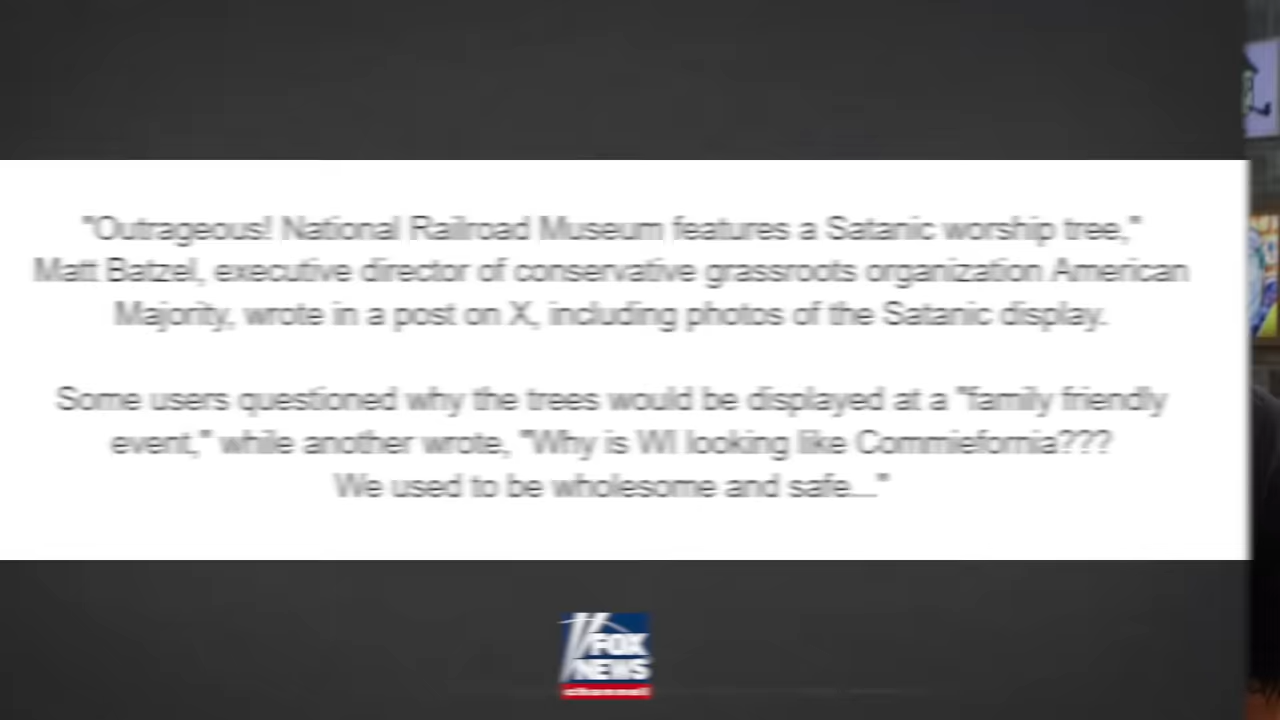 "Outrageous! National Railroad Museum features a Satanic worship tree,"
Matt Batzel, executive director of conservative grassroots organization American
Majority, wrote in a post on X, including photos of the Satanic display.
Some users questioned why the trees would be displayed at a "family friendly
event," while another wrote, "Why is WI looking like Commiefornia???
We used to be wholesome and safe..."
FOX
NEWS
channel